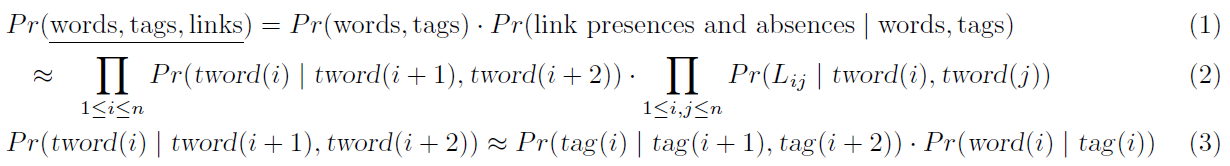 Pr(words, tags, links) = Pr(words, tags) · Pr(link presences and absences | words, tags) (1)
≈ ∏_{1≤i≤n} Pr(tword(i) | tword(i + 1), tword(i + 2)) · ∏_{1≤i,j≤n} Pr(L_{ij} | tword(i), tword(j)) (2)
Pr(tword(i) | tword(i + 1), tword(i + 2)) ≈ Pr(tag(i) | tag(i + 1), tag(i + 2)) · Pr(word(i) | tag(i)) (3)